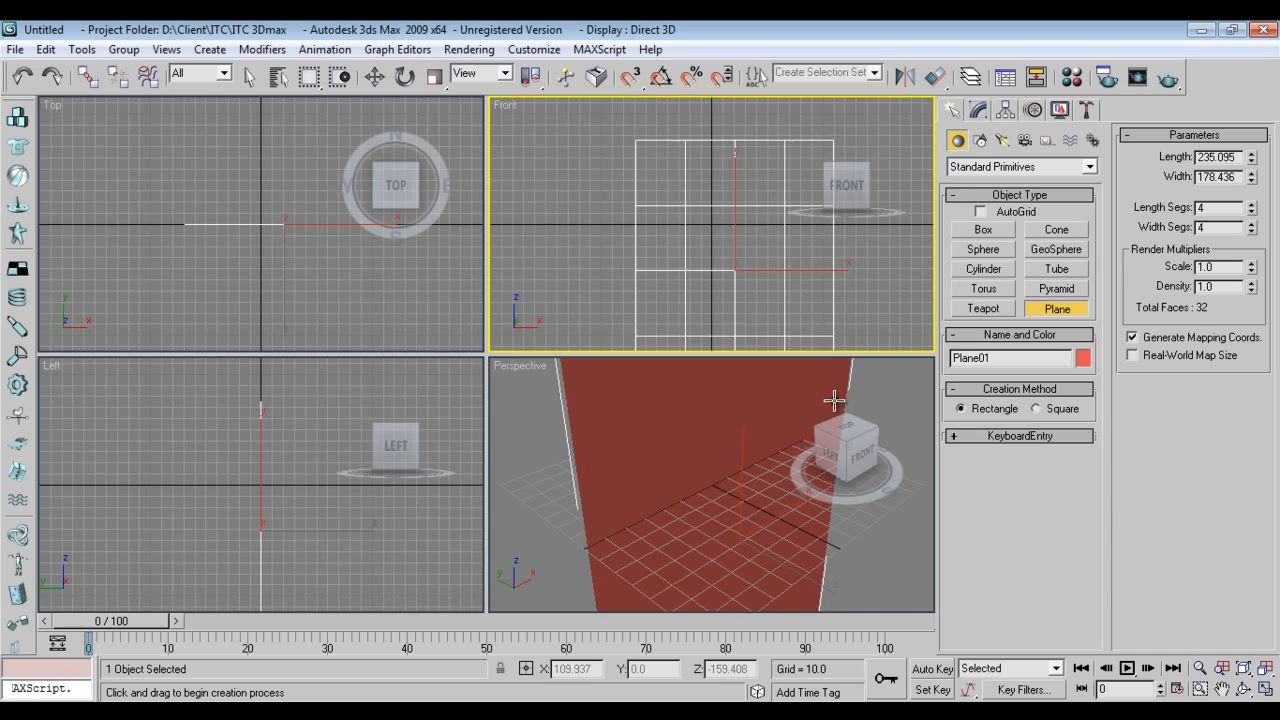 Untitled - Project Folder: D:\Client\ITC\ITC 3Dmax - Autodesk 3ds Max 2009 x64 - Unregistered Version - Display : Direct 3D
File Edit Tools Group Views Create Modifiers Animation Graph Editors Rendering Customize MAXScript Help
All View Create Selection Set
Top
N
TOP
E
S
y x
y
z x
Front
FRONT
y
x
z
x
Standard Primitives
Object Type
AutoGrid
Box Cone
Sphere GeoSphere
Cylinder Tube
Torus Pyramid
Teapot Plane
Name and Color
Plane01
Creation Method
Rectangle Square
KeyboardEntry
Parameters
Length: 235.095
Width: 178.436
Length Segs: 4
Width Segs: 4
Render Multipliers
Scale: 1.0
Density: 1.0
Total Faces : 32
Generate Mapping Coords.
Real-World Map Size
Left
LEFT
y
x
z
y x
Perspective
TOP
LEFT FRONT
z
y x
0 / 100
0 10 20 30 40 50 60 70 80 90 100
1 Object Selected X: 109.937 Y: 0.0 Z: -159.408 Grid = 10.0 Auto Key Selected
AXScript. Click and drag to begin creation process Add Time Tag Set Key Key Filters... 0